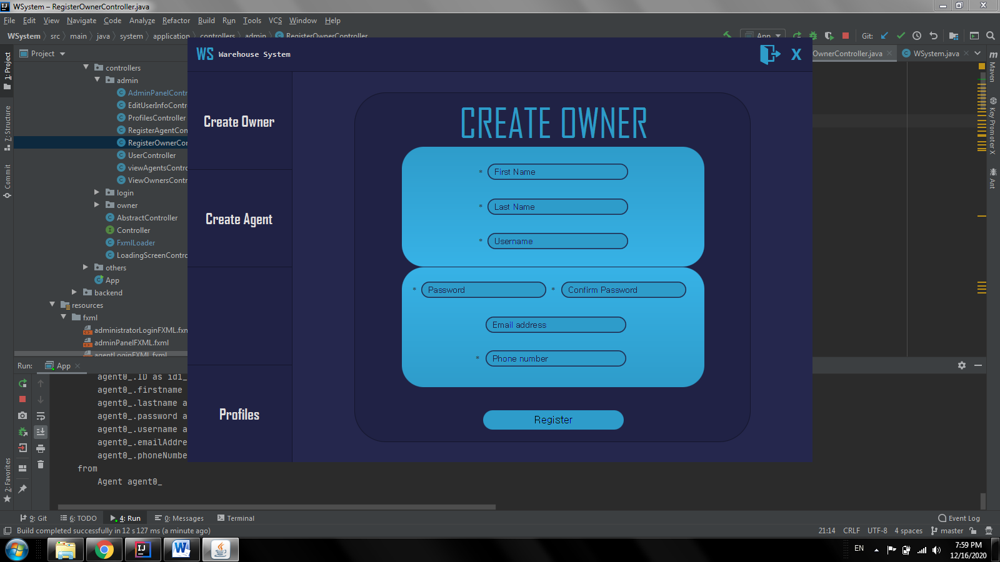 WSystem – RegisterOwnerController.java
File Edit View Navigate Code Analyze Refactor Build Run Tools VCS Window Help
WSystem src main java system application controllers admin RegisterOwnerController
App
Git:
1: Project
7: Structure
Commit
2: Favorites
Project
controllers
admin
AdminPanelContr
EditUserInfoContr
ProfilesController
RegisterAgentCon
RegisterOwnerCon
UserController
viewAgentsContro
ViewOwnersContr
login
owner
AbstractController
Controller
FxmlLoader
LoadingScreenContro
others
App
backend
resources
fxml
administratorLoginFXML.fxm
adminPanelFXML.fxml
agentLoginFXML.fxml
OwnerController.java
WSystem.java
m Maven
Key Promoter X
Ant
WS Warehouse System
X
Create Owner
Create Agent
Profiles
CREATE OWNER
* First Name
* Last Name
* Username
* Password * Confirm Password
Email address
* Phone number
Register
Run: App
agent0_.ID as id1_
agent0_.firstname
agent0_.lastname a
agent0_.password a
agent0_.username a
agent0_.emailAddre
agent0_.phoneNumbe
from
Agent agent0_
9: Git 6: TODO 4: Run 0: Messages Terminal Event Log
Build completed successfully in 12 s 127 ms (a minute ago) 21:14 CRLF UTF-8 4 spaces master
EN
7:59 PM
12/16/2020